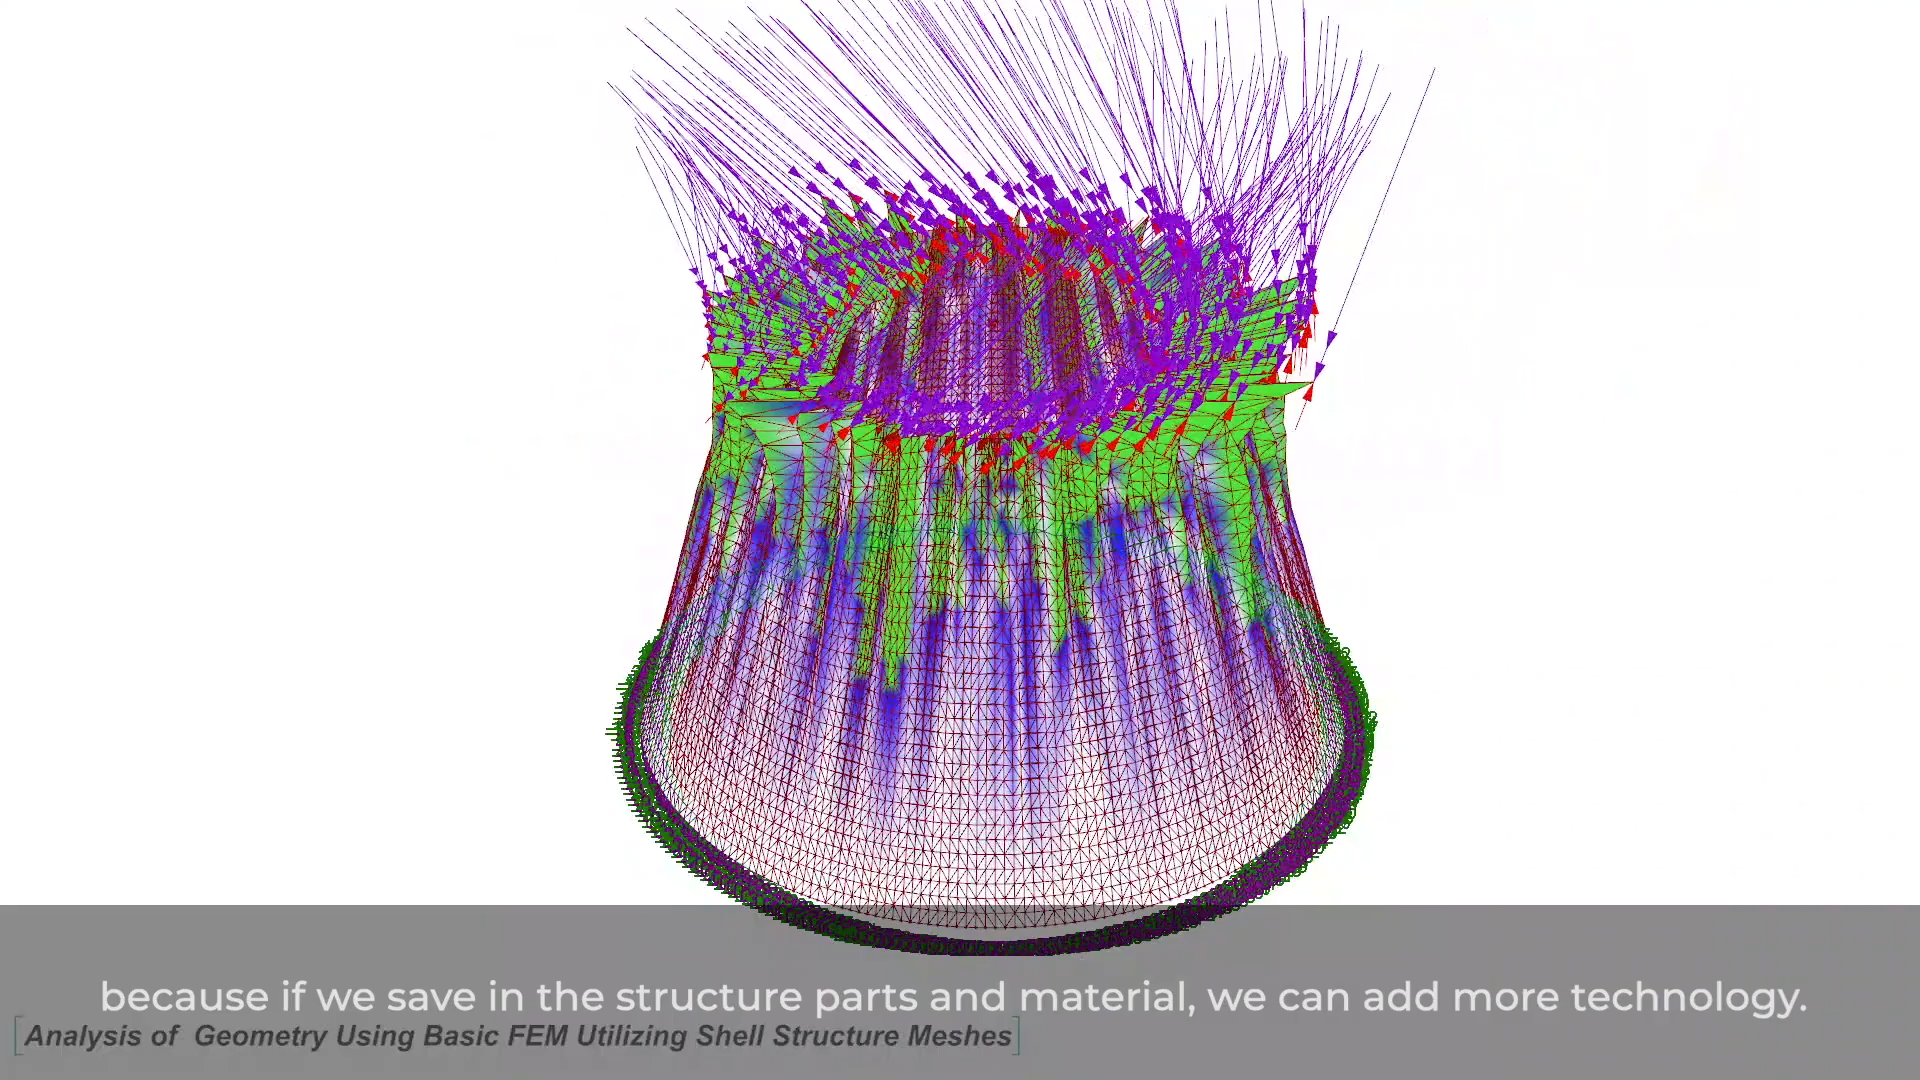 because if we save in the structure parts and material, we can add more technology.
Analysis of Geometry Using Basic FEM Utilizing Shell Structure Meshes